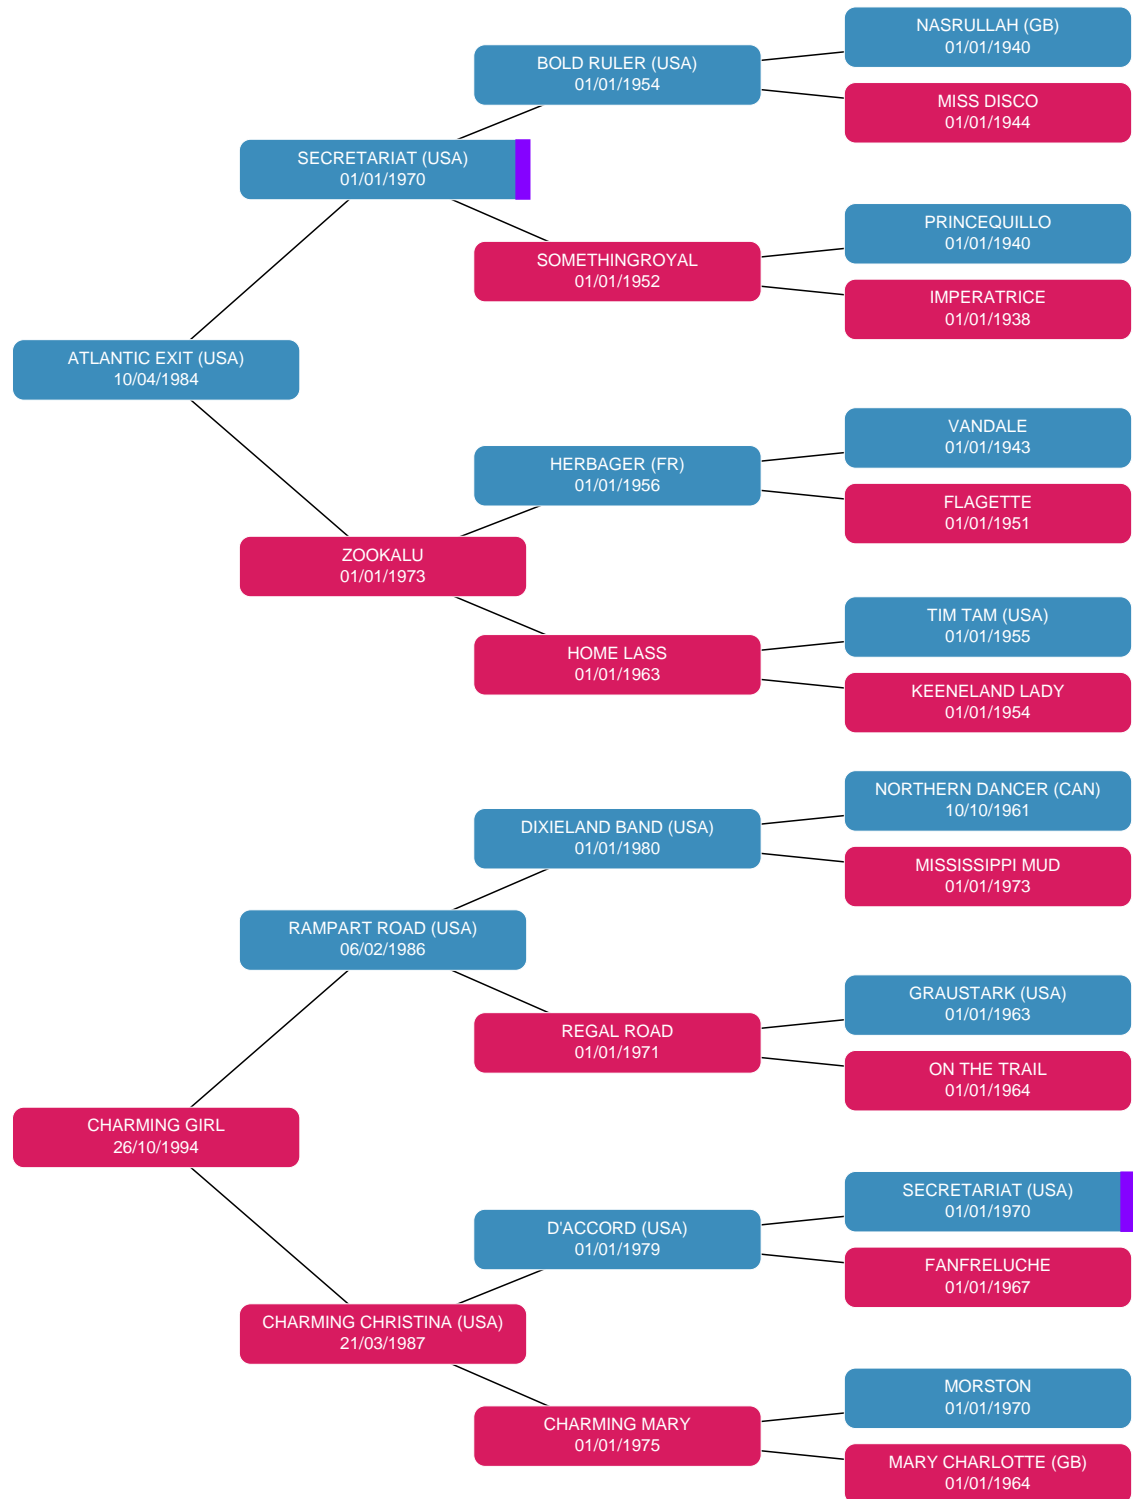 NASRULLAH (GB)
01/01/1940
BOLD RULER (USA)
01/01/1954
MISS DISCO
01/01/1944
SECRETARIAT (USA)
01/01/1970
PRINCEQUILLO
01/01/1940
SOMETHINGROYAL
01/01/1952
IMPERATRICE
01/01/1938
ATLANTIC EXIT (USA)
10/04/1984
VANDALE
01/01/1943
HERBAGER (FR)
01/01/1956
FLAGETTE
01/01/1951
ZOOKALU
01/01/1973
TIM TAM (USA)
01/01/1955
HOME LASS
01/01/1963
KEENELAND LADY
01/01/1954
NORTHERN DANCER (CAN)
10/10/1961
DIXIELAND BAND (USA)
01/01/1980
MISSISSIPPI MUD
01/01/1973
RAMPART ROAD (USA)
06/02/1986
GRAUSTARK (USA)
01/01/1963
REGAL ROAD
01/01/1971
ON THE TRAIL
01/01/1964
CHARMING GIRL
26/10/1994
SECRETARIAT (USA)
01/01/1970
D'ACCORD (USA)
01/01/1979
FANFRELUCHE
01/01/1967
CHARMING CHRISTINA (USA)
21/03/1987
MORSTON
01/01/1970
CHARMING MARY
01/01/1975
MARY CHARLOTTE (GB)
01/01/1964